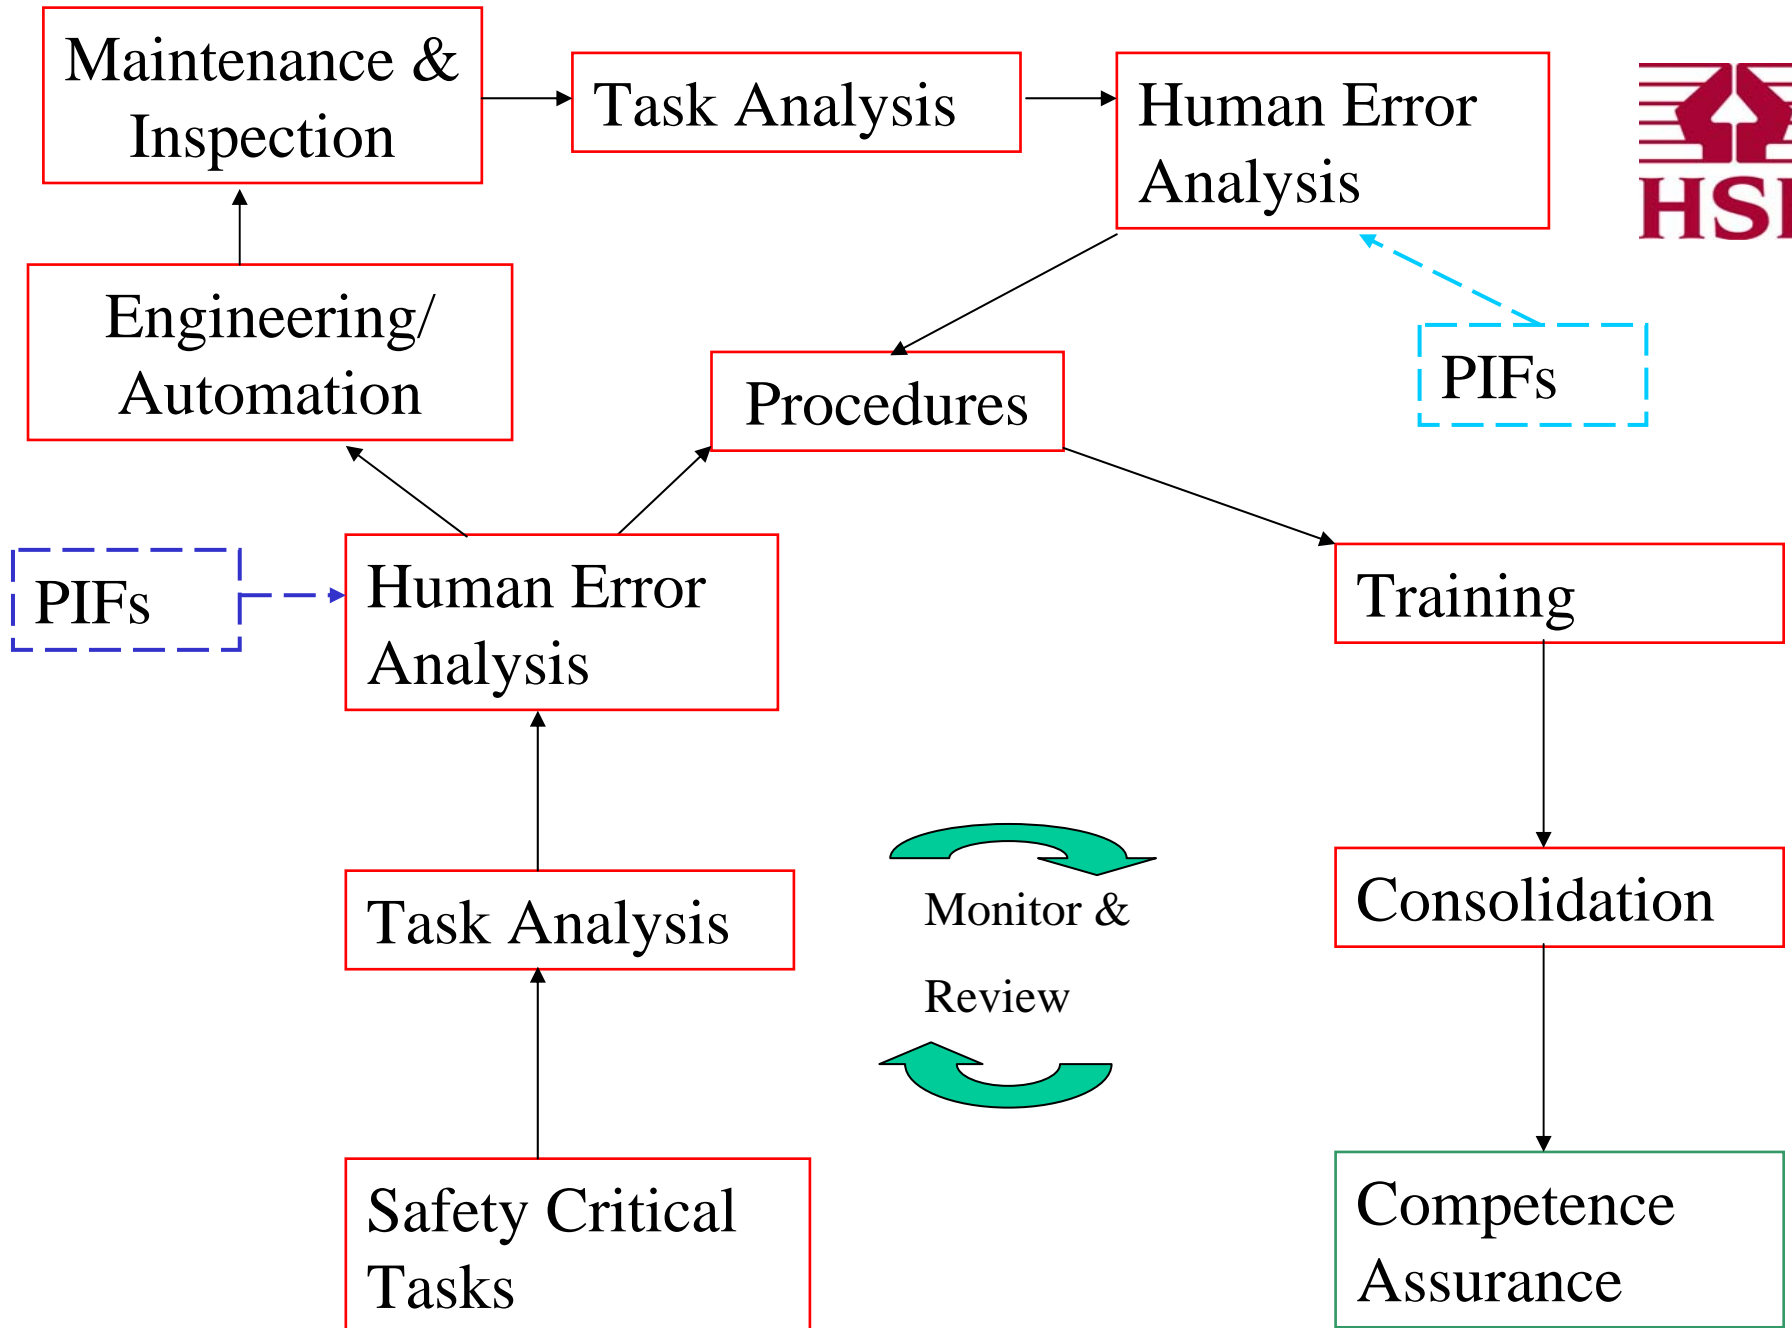 Maintenance &
Inspection
Task Analysis
Human Error
Analysis
HSE
Engineering/
Automation
Procedures
PIFs
PIFs
Human Error
Analysis
Training
Task Analysis
Monitor &
Review
Consolidation
Safety Critical
Tasks
Competence
Assurance